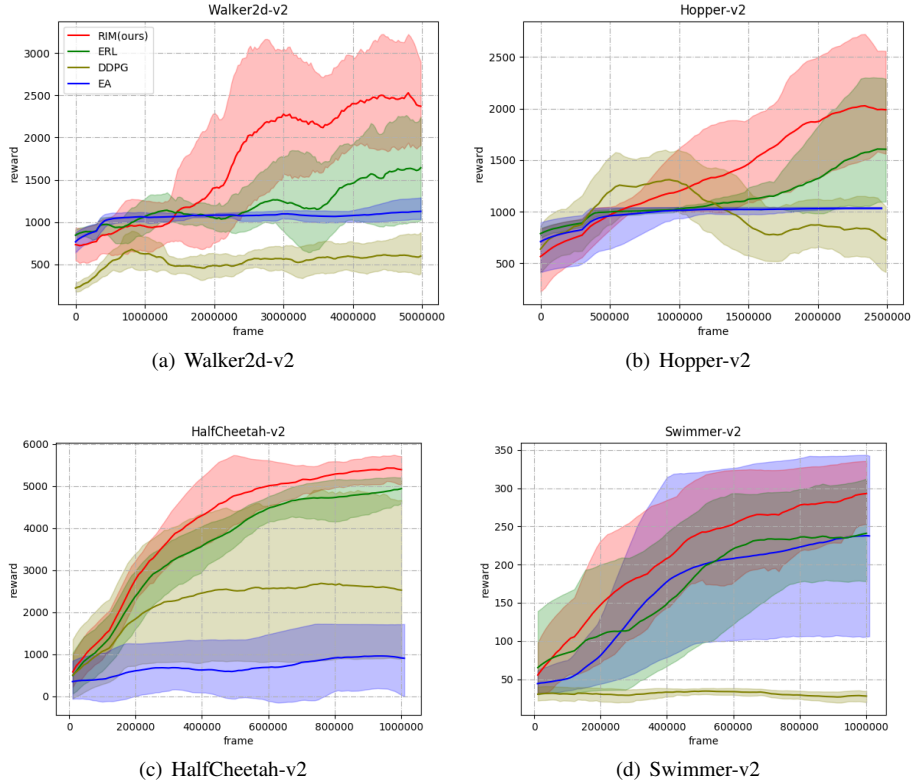 Walker2d-v2
RIM(ours)
ERL
DDPG
EA
3000
2500
2000
1500
1000
500
reward
0 1000000 2000000 3000000 4000000 5000000
frame
(a) Walker2d-v2
Hopper-v2
2500
2000
1500
1000
500
reward
0 500000 1000000 1500000 2000000 2500000
frame
(b) Hopper-v2
HalfCheetah-v2
6000
5000
4000
3000
2000
1000
0
reward
0 200000 400000 600000 800000 1000000
frame
(c) HalfCheetah-v2
Swimmer-v2
350
300
250
200
150
100
50
reward
0 200000 400000 600000 800000 1000000
frame
(d) Swimmer-v2